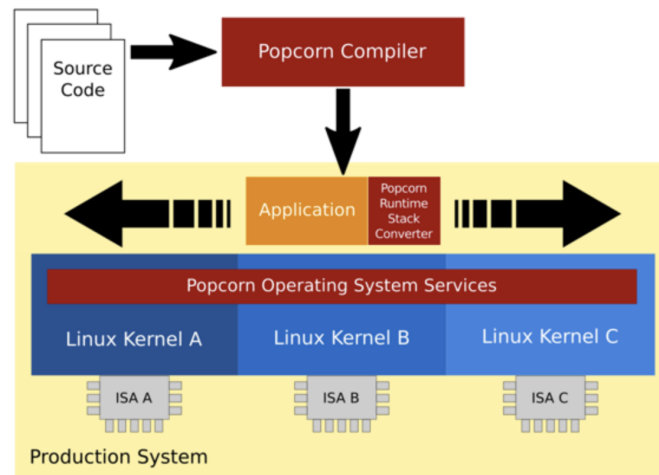 Source
Code
Popcorn Compiler
Application
Popcorn
Runtime
Stack
Converter
Popcorn Operating System Services
Linux Kernel A
Linux Kernel B
Linux Kernel C
ISA A
ISA B
ISA C
Production System